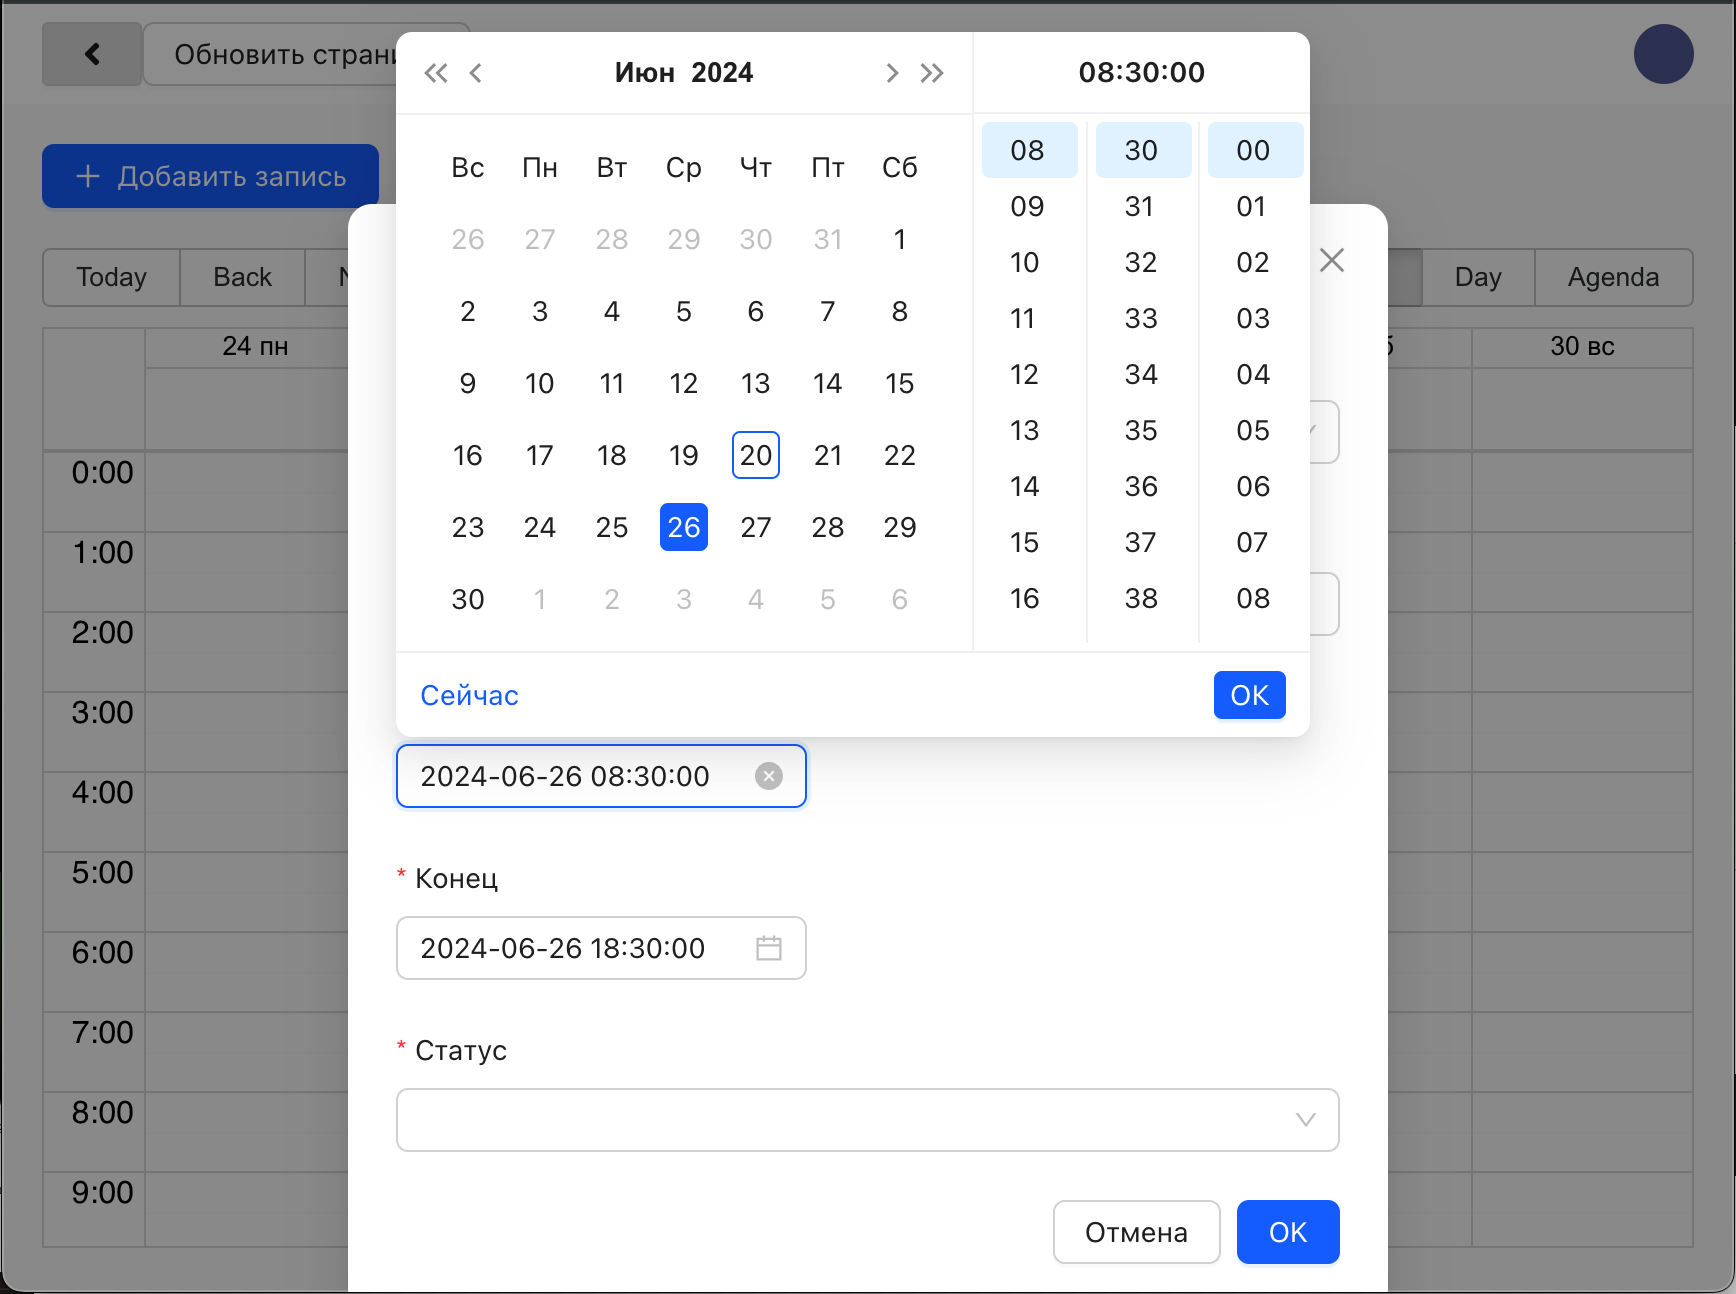 Обновить страни
Июн 2024
08:30:00
Добавить запись
Вс Пн Вт Ср Чт Пт Сб
26 27 28 29 30 31 1
2 3 4 5 6 7 8
9 10 11 12 13 14 15
16 17 18 19 20 21 22
23 24 25 26 27 28 29
30 1 2 3 4 5 6
08 30 00
09 31 01
10 32 02
11 33 03
12 34 04
13 35 05
14 36 06
15 37 07
16 38 08
Сейчас
ОК
Today Back
Day Agenda
24 пн
30 вс
0:00
1:00
2:00
3:00
4:00
5:00
6:00
7:00
8:00
9:00
2024-06-26 08:30:00
* Конец
2024-06-26 18:30:00
* Статус
Отмена
OK